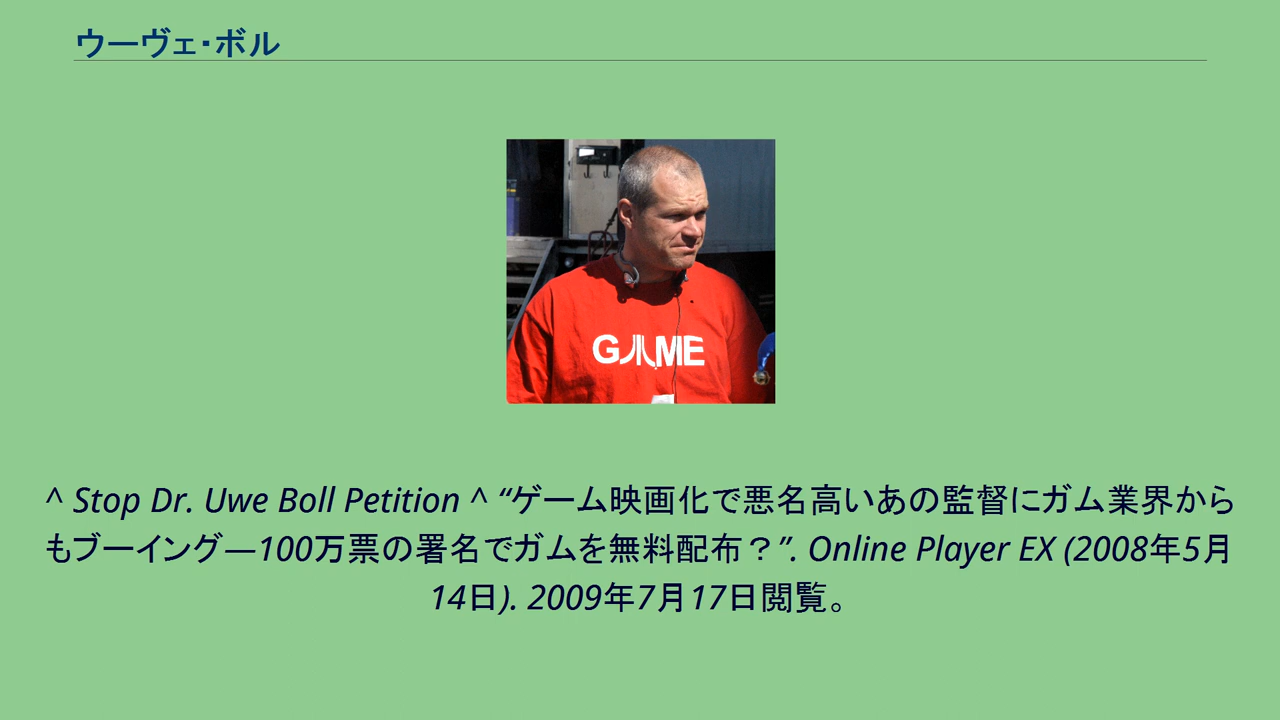 ウーヴェ・ボル
GAME
^ Stop Dr. Uwe Boll Petition ^ “ゲーム映画化で悪名高いあの監督にガム業界から
もブーイング—100万票の署名でガムを無料配布？”. Online Player EX (2008年5月
14日). 2009年7月17日閲覧。